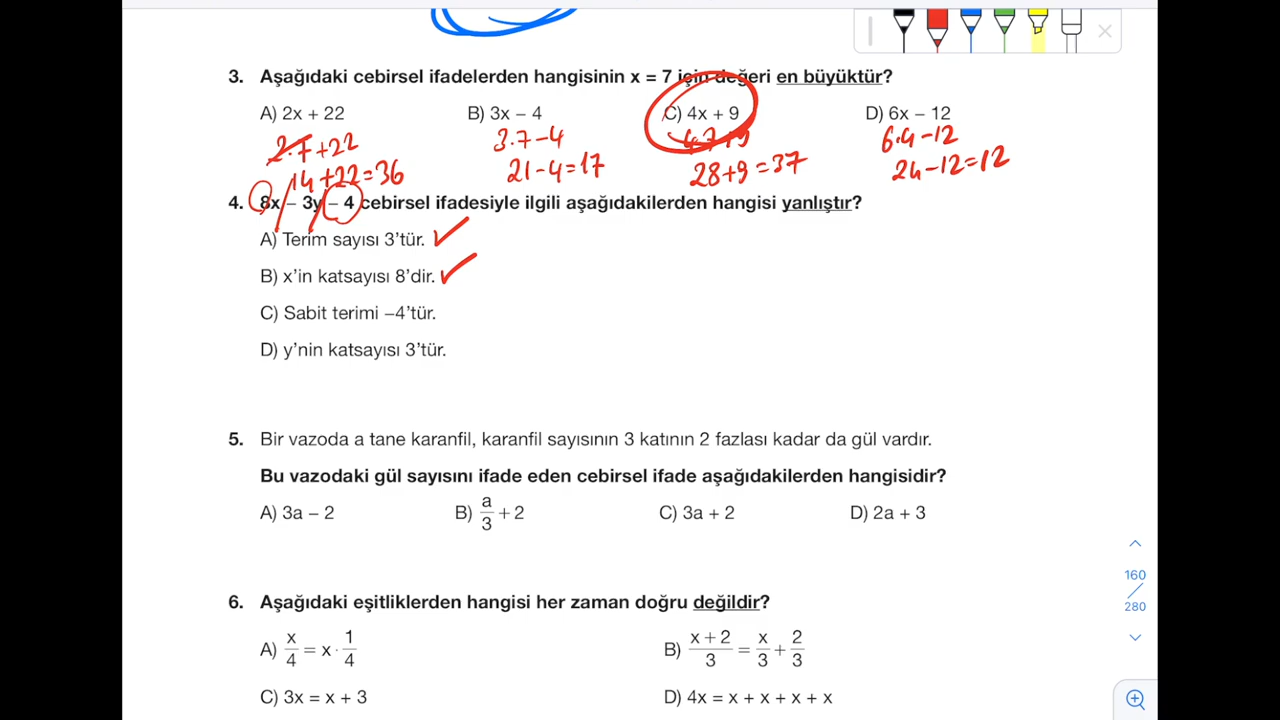 3. Aşağıdaki cebirsel ifadelerden hangisinin x = 7 için değeri en büyüktür?
A) 2x + 22 B) 3x – 4 C) 4x + 9 D) 6x – 12
2·7+22 3·7–4 4·7+9 6·4–12
14+22=36 21–4=17 28+9=37 24–12=12
4. 8x – 3y – 4 cebirsel ifadesiyle ilgili aşağıdakilerden hangisi yanlıştır?
A) Terim sayısı 3’tür.
B) x’in katsayısı 8’dir.
C) Sabit terimi –4’tür.
D) y’nin katsayısı 3’tür.
5. Bir vazoda a tane karanfil, karanfil sayısının 3 katının 2 fazlası kadar da gül vardır.
Bu vazodaki gül sayısını ifade eden cebirsel ifade aşağıdakilerden hangisidir?
A) 3a – 2 B) a/3 + 2 C) 3a + 2 D) 2a + 3
6. Aşağıdaki eşitliklerden hangisi her zaman doğru değildir?
A) x/4 = x · 1/4 B) x + 2/3 = x/3 + 2/3
C) 3x = x + 3 D) 4x = x + x + x + x
160
/
280